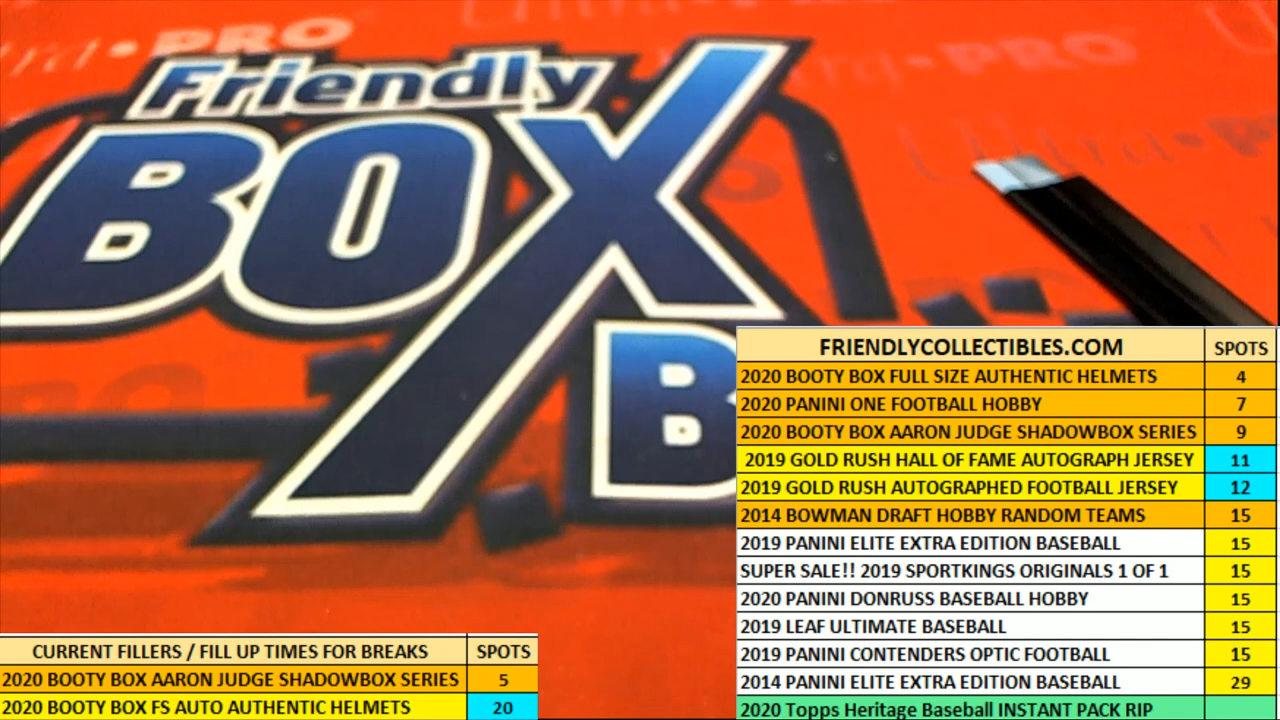 ultra•PRO
Friendly
BOX
B
ultra•PRO
Ultra•PRO
FRIENDLYCOLLECTIBLES.COM SPOTS
2020 BOOTY BOX FULL SIZE AUTHENTIC HELMETS 4
2020 PANINI ONE FOOTBALL HOBBY 7
2020 BOOTY BOX AARON JUDGE SHADOWBOX SERIES 9
2019 GOLD RUSH HALL OF FAME AUTOGRAPH JERSEY 11
2019 GOLD RUSH AUTOGRAPHED FOOTBALL JERSEY 12
2014 BOWMAN DRAFT HOBBY RANDOM TEAMS 15
2019 PANINI ELITE EXTRA EDITION BASEBALL 15
SUPER SALE!! 2019 SPORTKINGS ORIGINALS 1 OF 1 15
2020 PANINI DONRUSS BASEBALL HOBBY 15
2019 LEAF ULTIMATE BASEBALL 15
2019 PANINI CONTENDERS OPTIC FOOTBALL 15
2014 PANINI ELITE EXTRA EDITION BASEBALL 29
2020 Topps Heritage Baseball INSTANT PACK RIP
CURRENT FILLERS / FILL UP TIMES FOR BREAKS SPOTS
2020 BOOTY BOX AARON JUDGE SHADOWBOX SERIES 5
2020 BOOTY BOX FS AUTO AUTHENTIC HELMETS 20